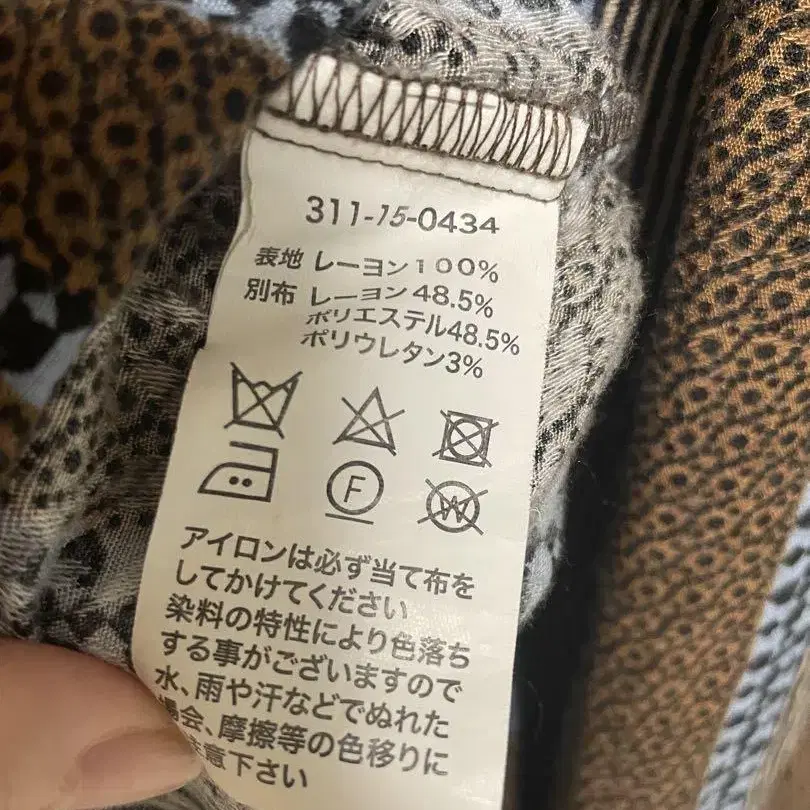 311-15-0434
表地 レーヨン100%
別布 レーヨン48.5%
ポリエステル48.5%
ポリウレタン3%
F W
アイロンは必ず当て布を
してかけてください
染料の特性により色落ち
する事がございますので
水、雨や汗などでぬれた
場会、摩擦等の色移りに
意下さい